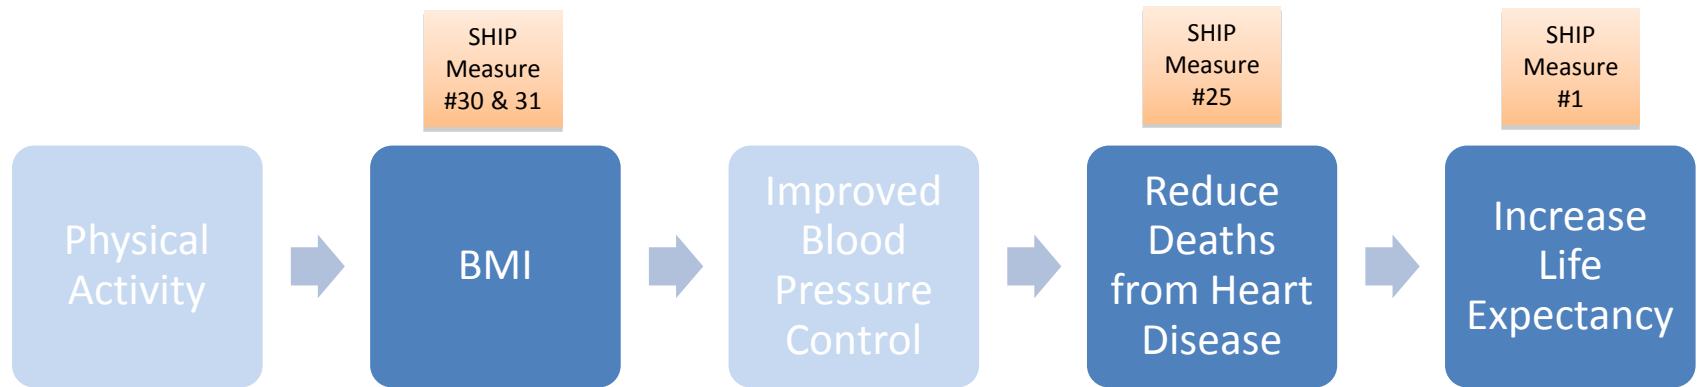 SHIP
Measure
#30 & 31
SHIP
Measure
#25
SHIP
Measure
#1
Physical
Activity
BMI
Improved
Blood
Pressure
Control
Reduce
Deaths
from Heart
Disease
Increase
Life
Expectancy